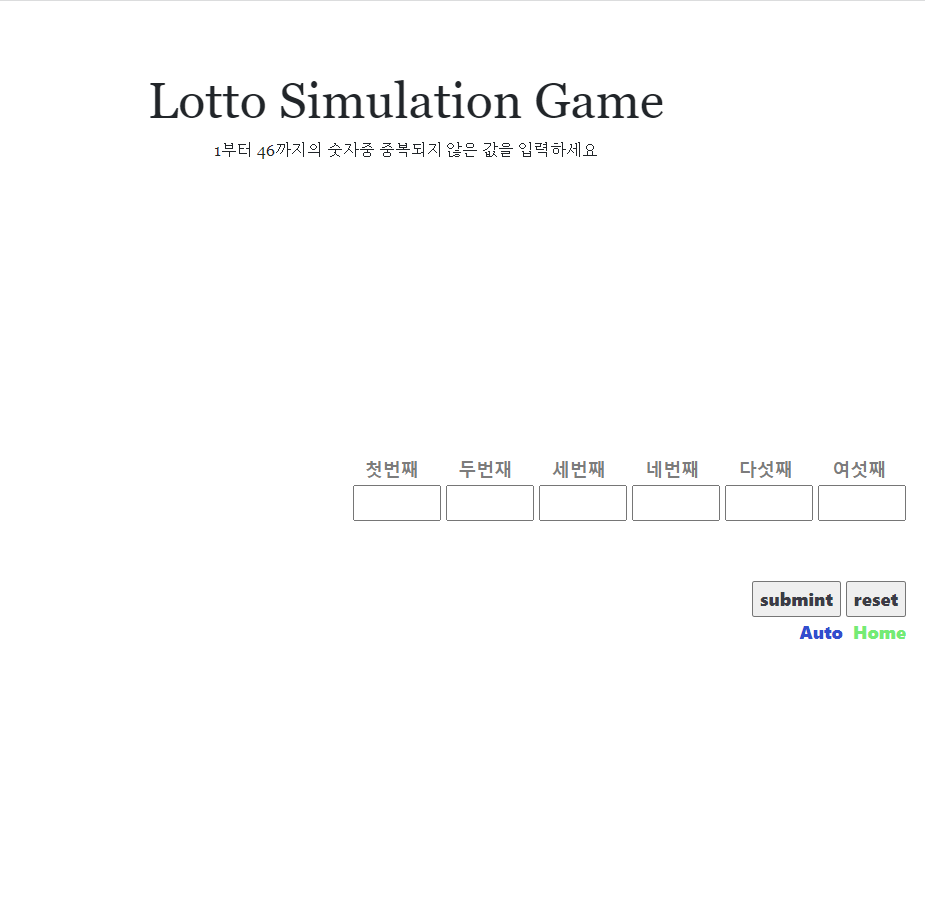 Lotto Simulation Game
1부터 46까지의 숫자중 중복되지 않은 값을 입력하세요
첫번째 두번재 세번째 네번째 다섯째 여섯째
submint reset
Auto Home